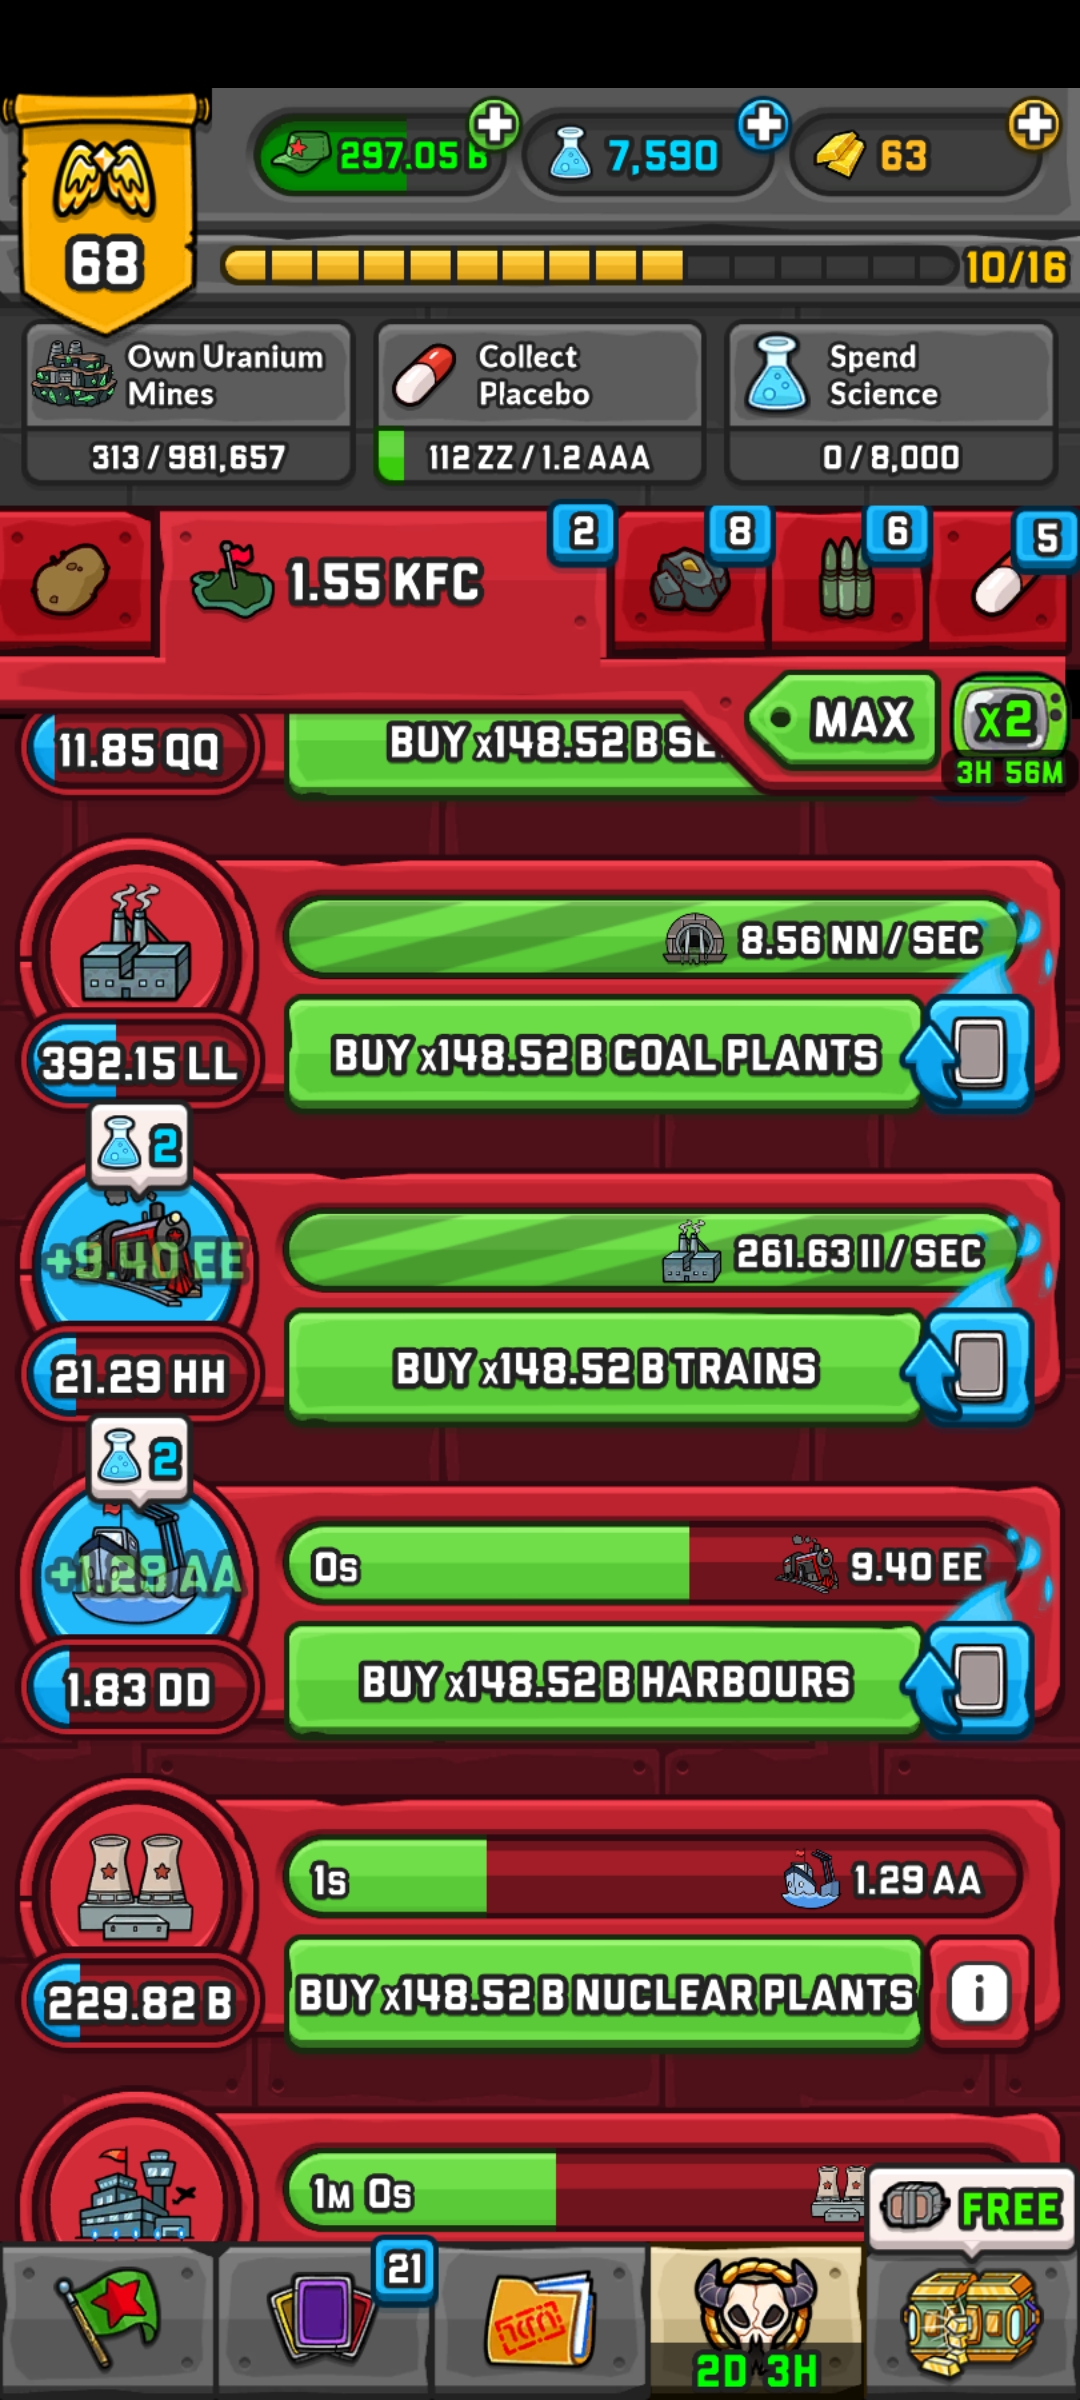 297.05 B
7,590
63
68
10/16
Own Uranium
Mines
313 / 981,657
Collect
Placebo
112 ZZ / 1.2 AAA
Spend
Science
0 / 8,000
1.55 KFC
2
8
6
5
MAX
x2
3H 56M
11.85 QQ
BUY x148.52 B SE
8.56 NN / SEC
392.15 LL
BUY x148.52 B COAL PLANTS
2
+9.40 EE
261.63 II / SEC
21.29 HH
BUY x148.52 B TRAINS
2
+1.29 AA
0s
9.40 EE
1.83 DD
BUY x148.52 B HARBOURS
1s
1.29 AA
229.82 B
BUY x148.52 B NUCLEAR PLANTS
i
1M 0s
FREE
21
2D 3H